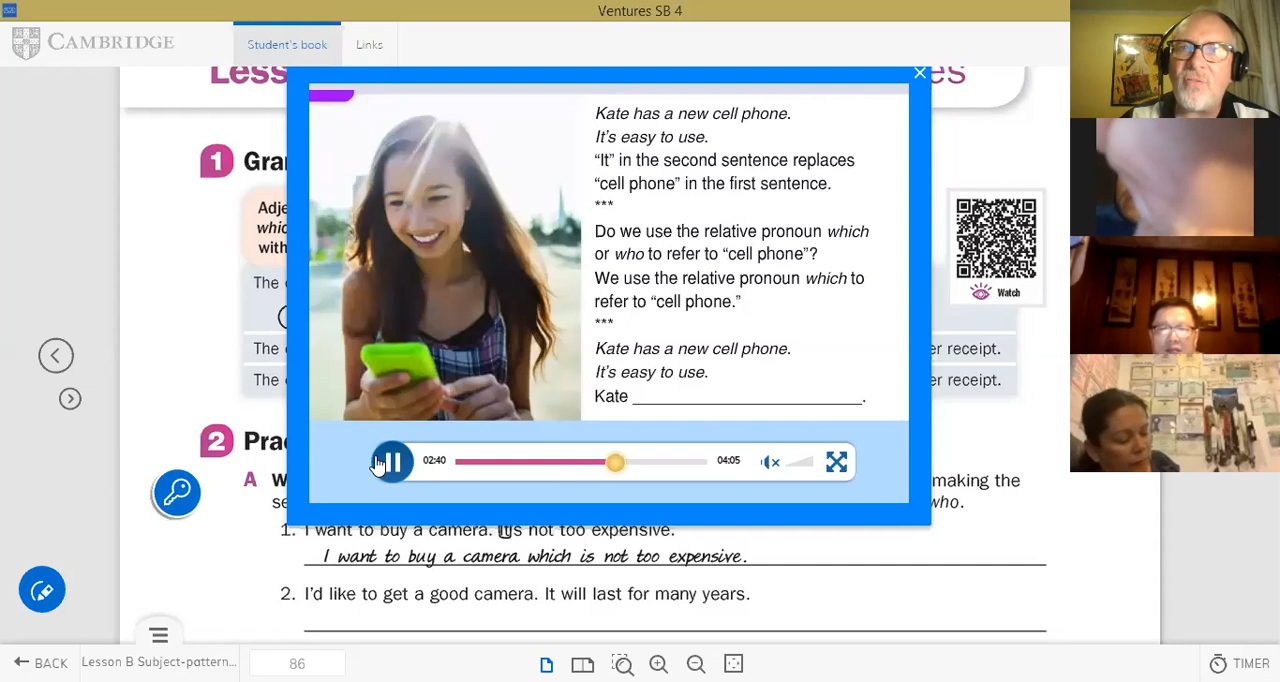 Ventures SB 4
CAMBRIDGE
Student's book
Links
Kate has a new cell phone.
It's easy to use.
"It" in the second sentence replaces
"cell phone" in the first sentence.
***
Do we use the relative pronoun which
or who to refer to "cell phone"?
We use the relative pronoun which to
refer to "cell phone."
***
Kate has a new cell phone.
It's easy to use.
Kate ____________________.
02:40
04:05
1
Watch
The
The
er receipt.
The
er receipt.
2
A
making the
who.
1. I want to buy a camera. It's not too expensive.
I want to buy a camera which is not too expensive.
2. I'd like to get a good camera. It will last for many years.
BACK
Lesson B Subject-pattern...
86
TIMER